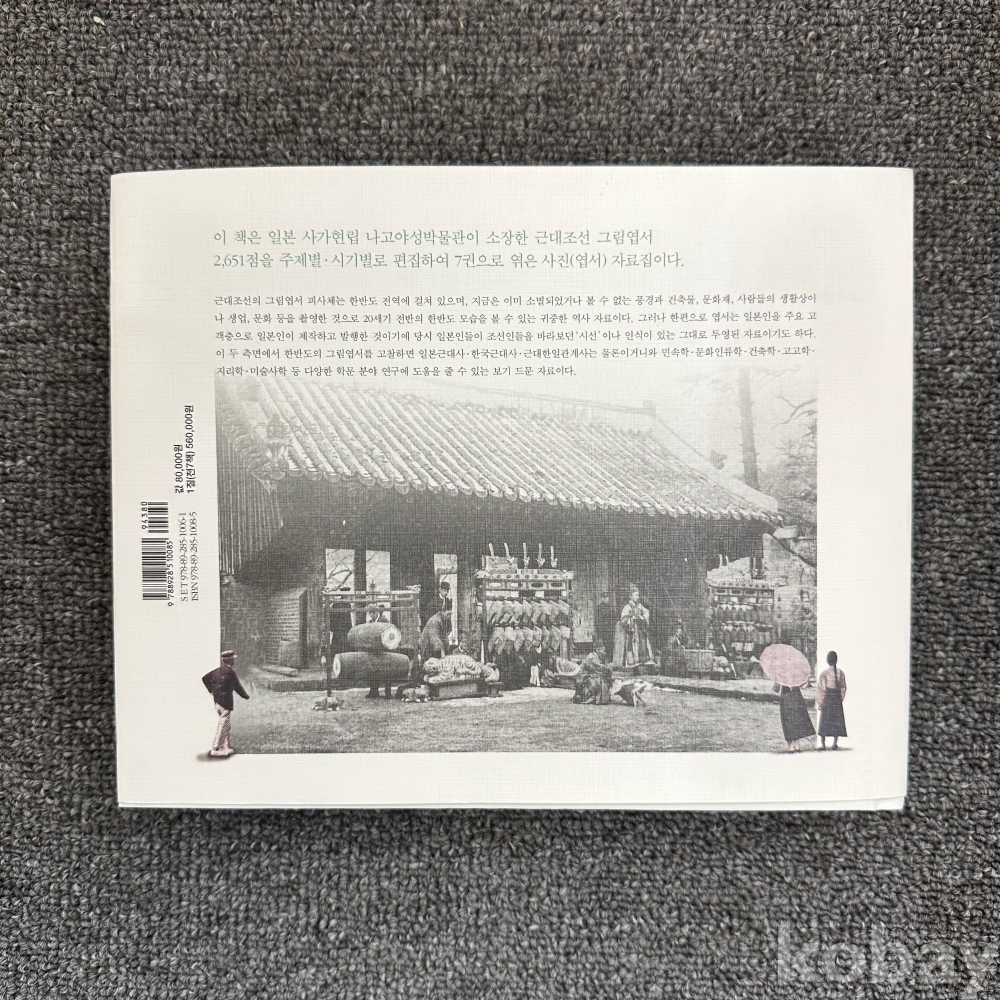 이 책은 일본 사가현립 나고야성박물관이 소장한 근대조선 그림엽서
2,651점을 주제별·시기별로 편집하여 7권으로 엮은 사진(엽서) 자료집이다.
근대조선의 그림엽서 피사체는 한반도 전역에 걸쳐 있으며, 지금은 이미 소멸되었거나 볼 수 없는 풍경과 건축물, 문화재, 사람들의 생활상이
나 생업, 문화 등을 촬영한 것으로 20세기 전반의 한반도 모습을 볼 수 있는 귀중한 역사 자료이다. 그러나 한편으로 엽서는 일본인을 주요 고
객층으로 일본인이 제작하고 발행한 것이기에 당시 일본인들이 조선인들을 바라보던 ‘시선’이나 인식이 있는 그대로 투영된 자료이기도 하다.
이 두 측면에서 한반도의 그림엽서를 고찰하면 일본근대사·한국근대사·근대한일관계사는 물론이거니와 민속학·문화인류학·건축학·고고학·
지리학·미술사학 등 다양한 학문 분야 연구에 도움을 줄 수 있는 보기 드문 자료이다.
값 80,000원
1질(전7책) 560,000원
94380
9 788928 510085
SET 978-89-285-1006-1
ISBN 978-89-285-1008-5
kobay